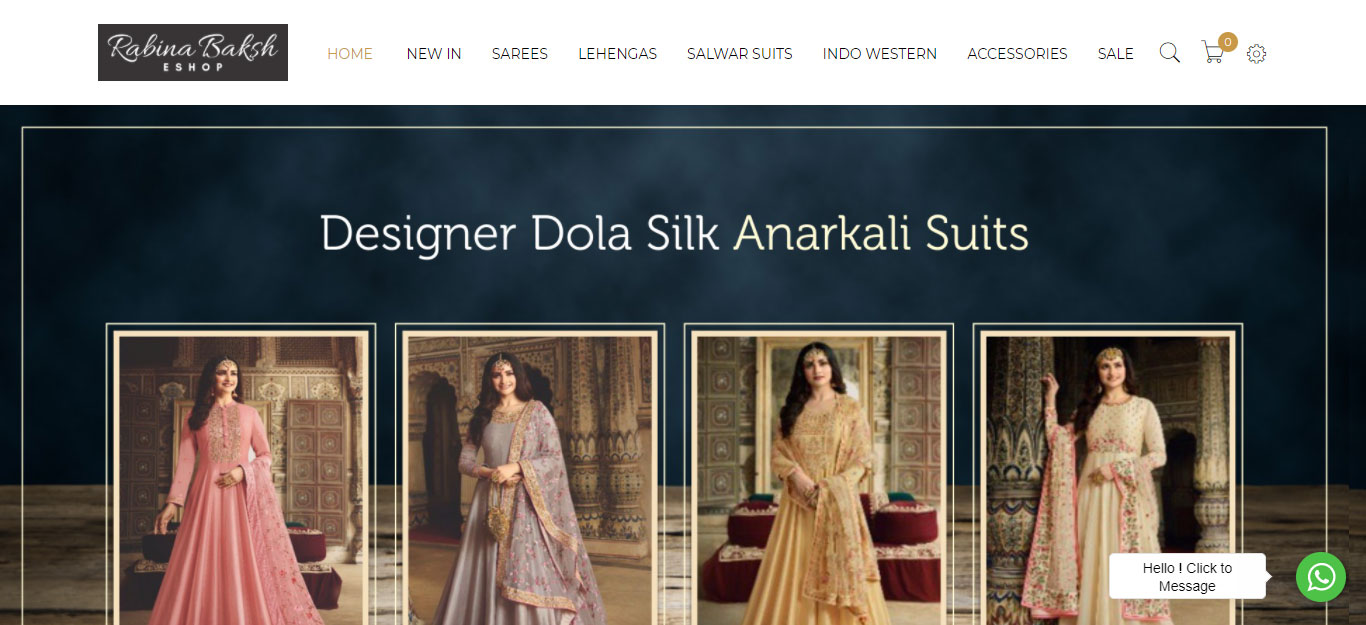 Rabina Baksh
ESHOP
HOME NEW IN SAREES LEHENGAS SALWAR SUITS INDO WESTERN ACCESSORIES SALE 0
Designer Dola Silk Anarkali Suits
Hello ! Click to
Message